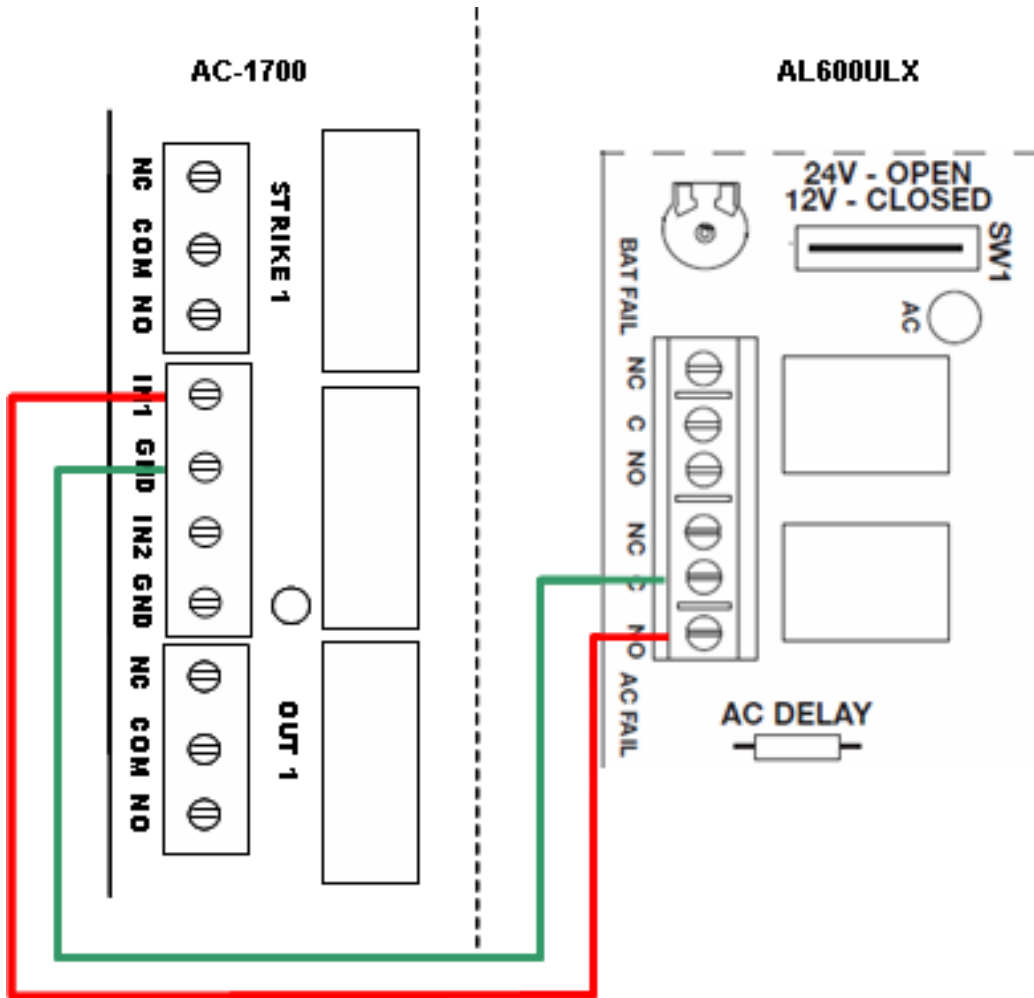 AC-1700
NC
COM
NO
STRIKE 1
IN1
GND
IN2
GND
NC
COM
NO
OUT 1
AL600ULX
24V - OPEN
12V - CLOSED
SW1
AC
BAT FAIL
NC
C
NO
NC
C
NO
AC FAIL
AC DELAY